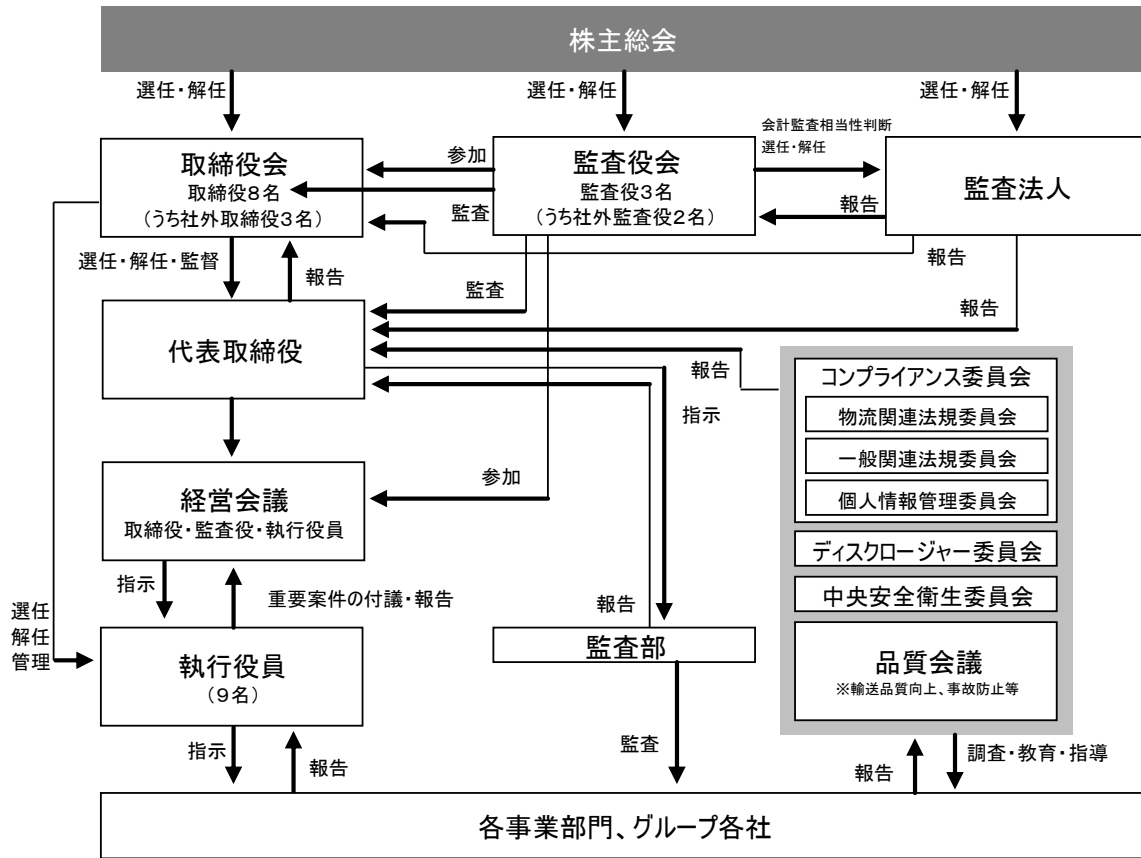 株主総会
選任・解任
選任・解任
選任・解任
取締役会
取締役8名
（うち社外取締役3名）
参加
監査
監査役会
監査役3名
（うち社外監査役2名）
会計監査相当性判断
選任・解任
報告
監査法人
選任・解任・監督
報告
監査
報告
報告
代表取締役
報告
指示
コンプライアンス委員会
物流関連法規委員会
一般関連法規委員会
個人情報管理委員会
ディスクロージャー委員会
中央安全衛生委員会
品質会議
※輸送品質向上、事故防止等
経営会議
取締役・監査役・執行役員
参加
指示
重要案件の付議・報告
報告
選任
解任
管理
執行役員
（9名）
監査部
指示
報告
監査
報告
調査・教育・指導
各事業部門、グループ各社